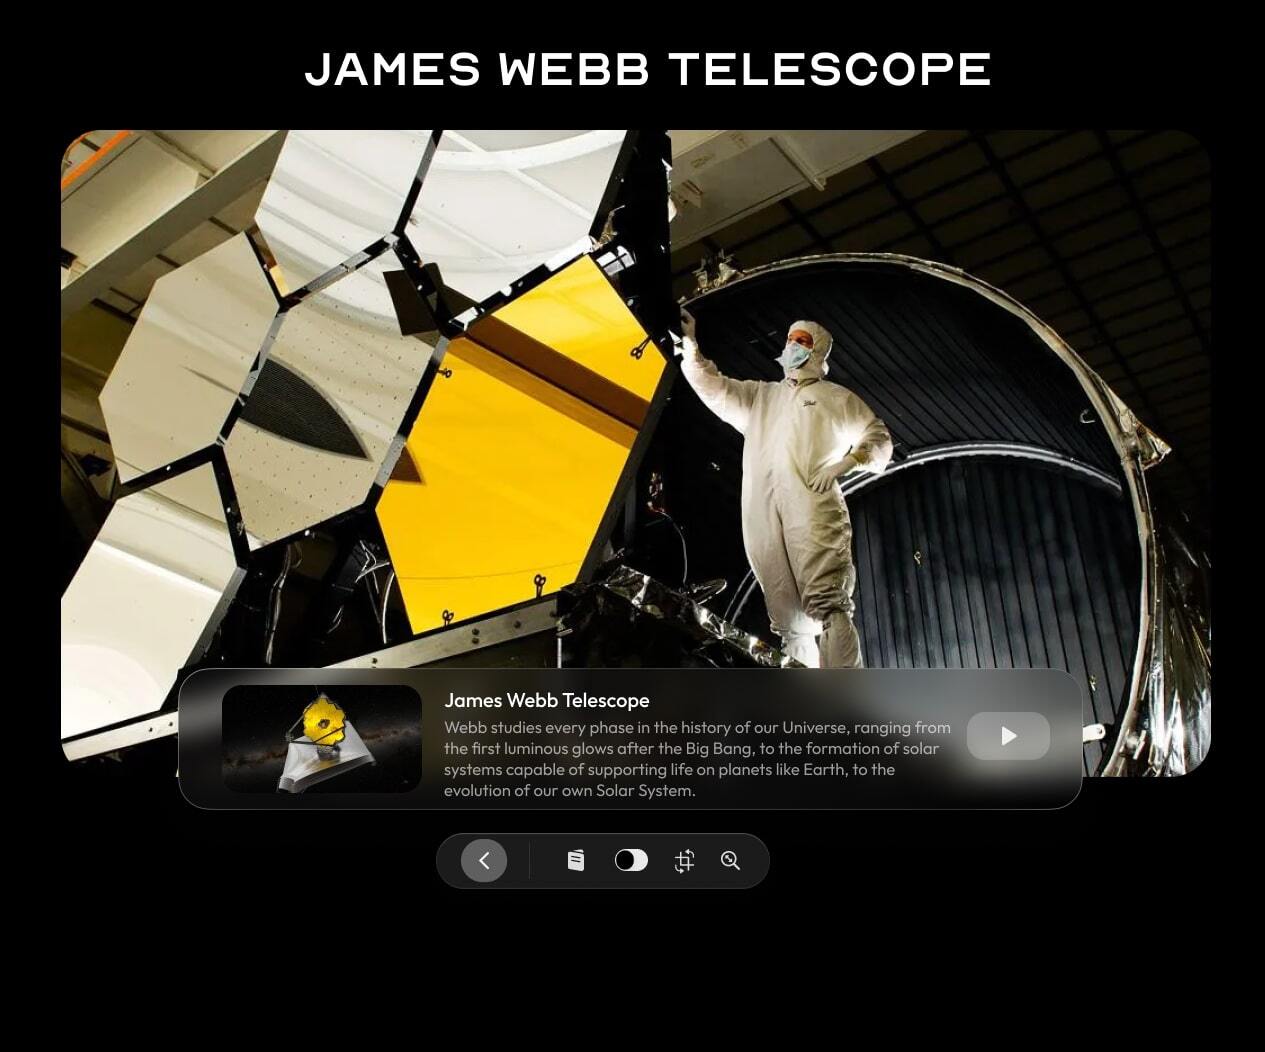 JAMES WEBB TELESCOPE
James Webb Telescope
Webb studies every phase in the history of our Universe, ranging from
the first luminous glows after the Big Bang, to the formation of solar
systems capable of supporting life on planets like Earth, to the
evolution of our own Solar System.